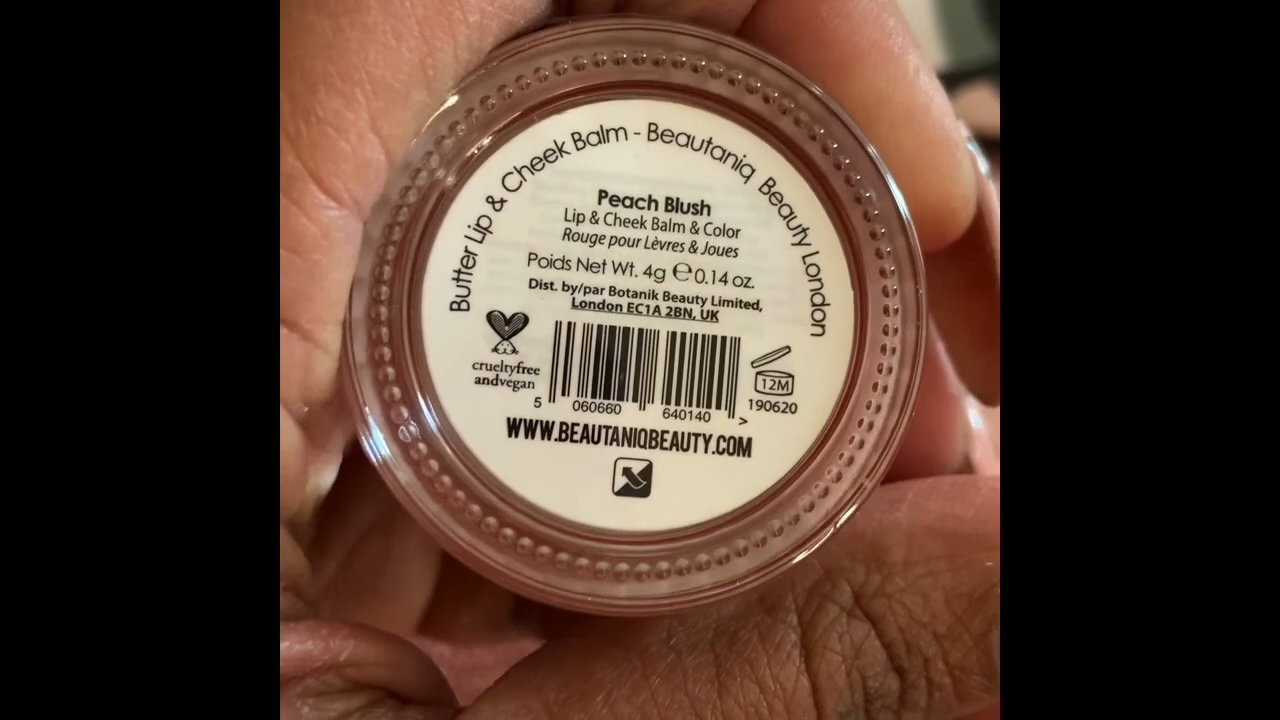 Butter Lip & Cheek Balm - Beautaniq Beauty London
Peach Blush
Lip & Cheek Balm & Color
Rouge pour Lèvres & Joues
Poids Net Wt. 4g ℮ 0.14 oz.
Dist. by/par Botanik Beauty Limited,
London EC1A 2BN, UK
crueltyfree
andvegan
12M
190620
5 060660 640140 >
WWW.BEAUTANIQBEAUTY.COM